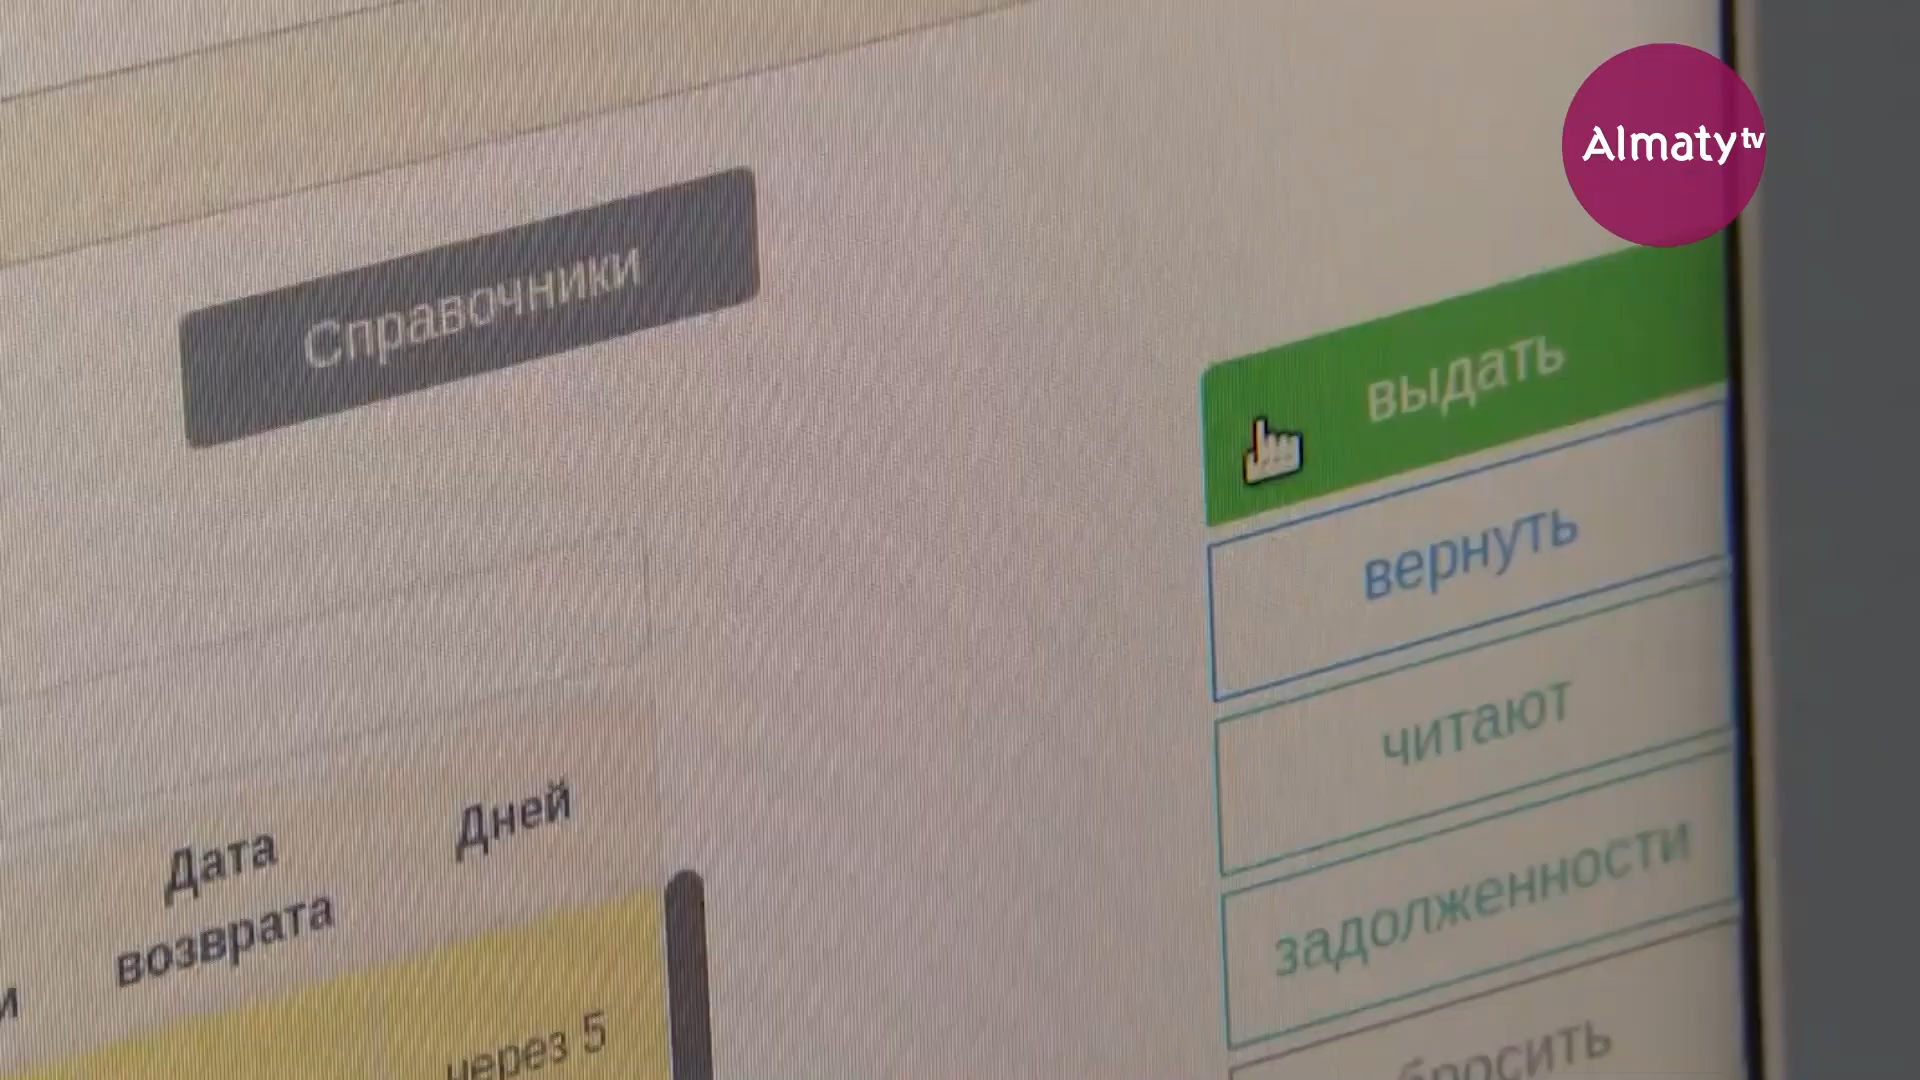 Almaty tv
Справочники
выдать
вернуть
читают
задолженности
Дата
возврата
Дней
через 5